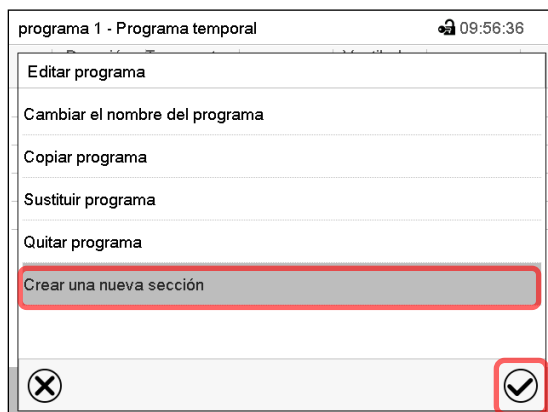 programa 1 - Programa temporal 09:56:36
Editar programa
Cambiar el nombre del programa
Copiar programa
Sustituir programa
Quitar programa
Crear una nueva sección